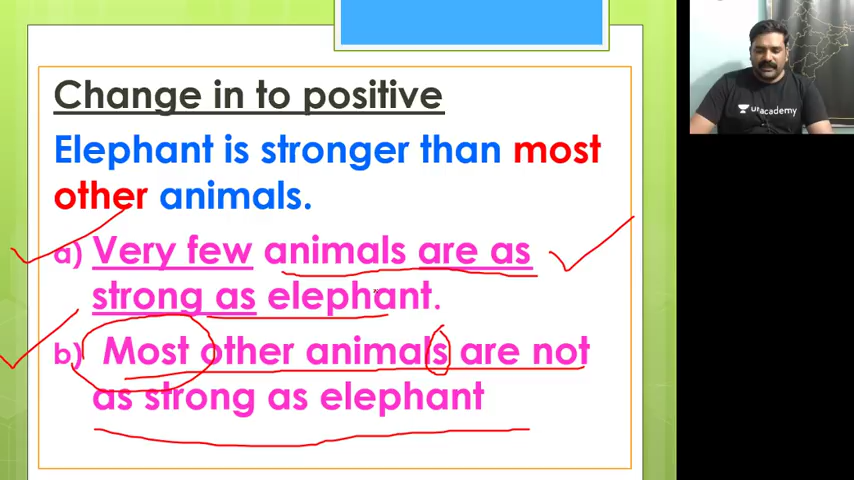 Change in to positive
Elephant is stronger than most
other animals.
a) Very few animals are as
strong as elephant.
b) Most other animals are not
as strong as elephant
unacademy